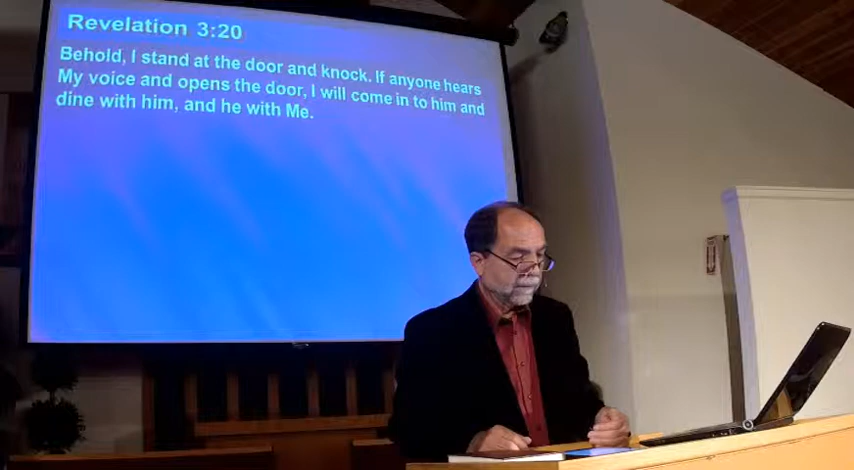 Revelation 3:20
Behold, I stand at the door and knock. If anyone hears
My voice and opens the door, I will come in to him and
dine with him, and he with Me.